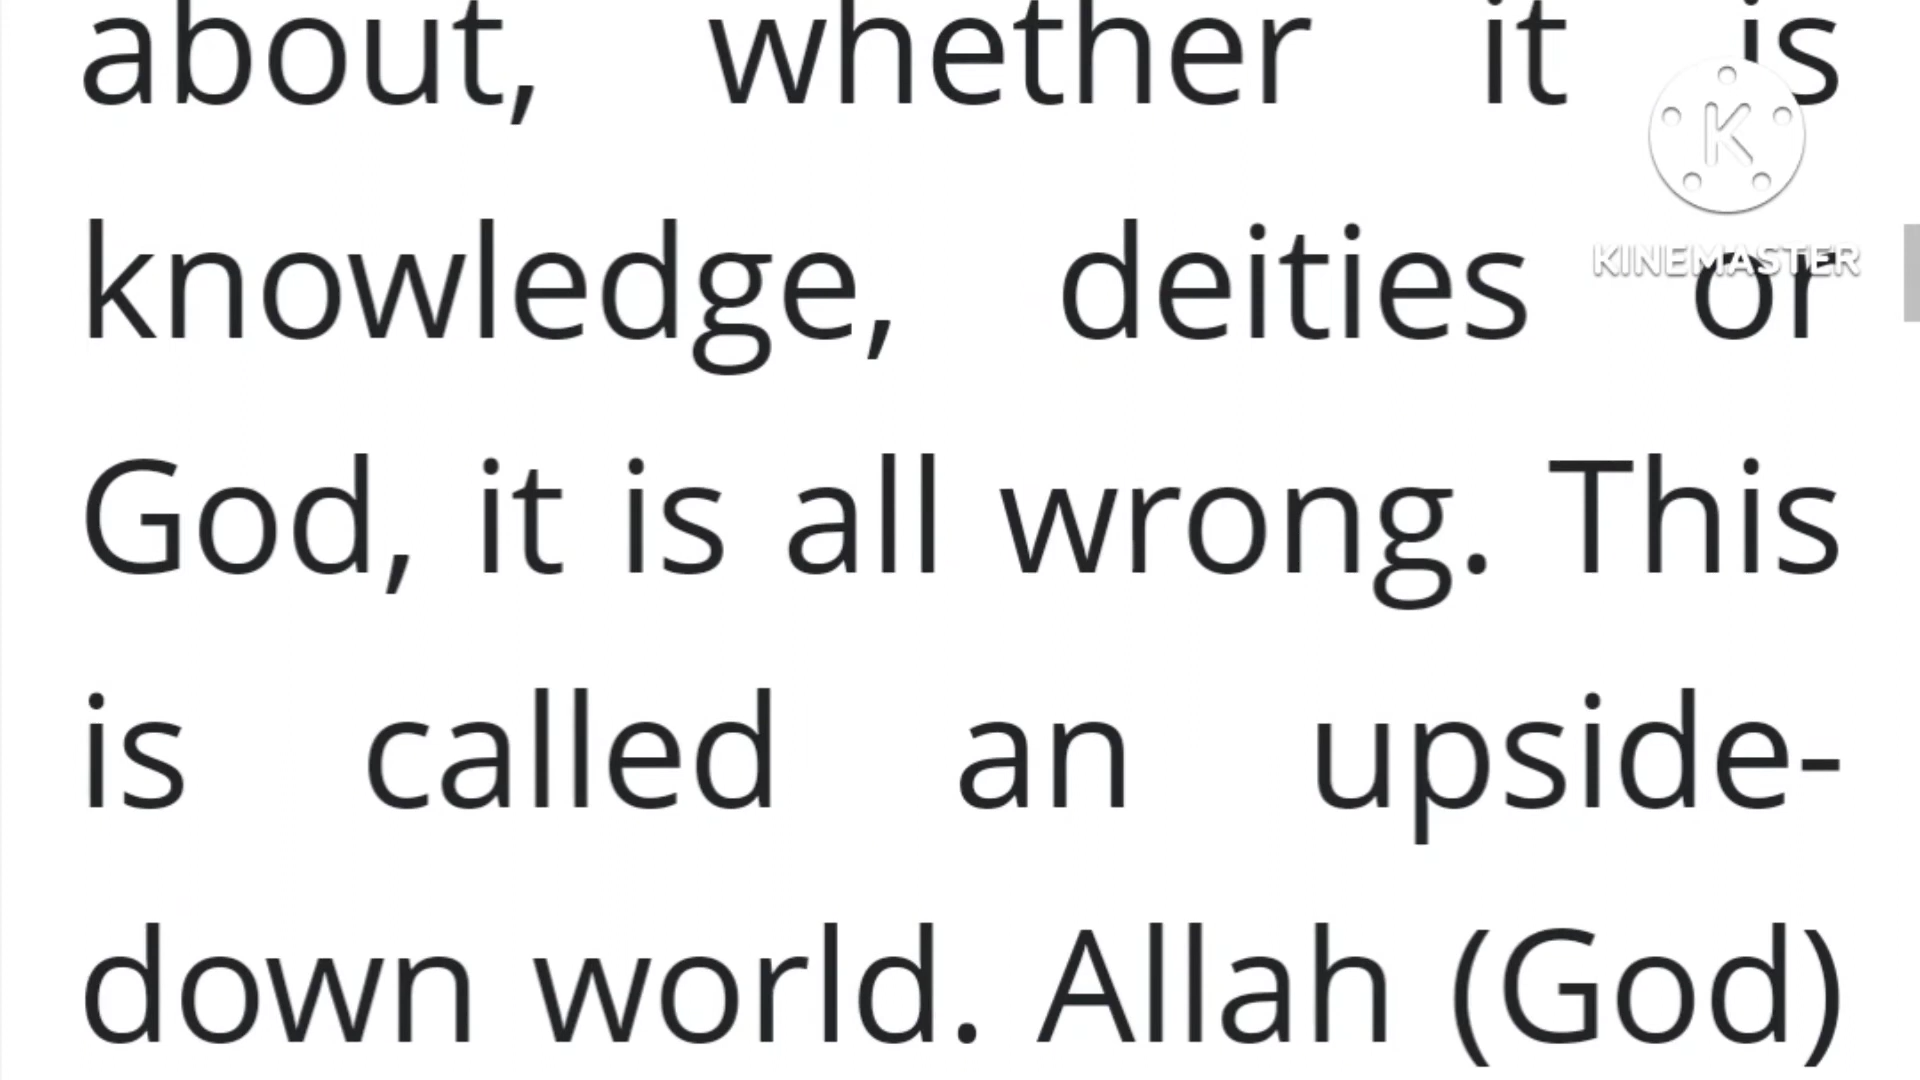 about, whether it is
K
KINEMASTER
knowledge, deities or
God, it is all wrong. This
is called an upside-
down world. Allah (God)